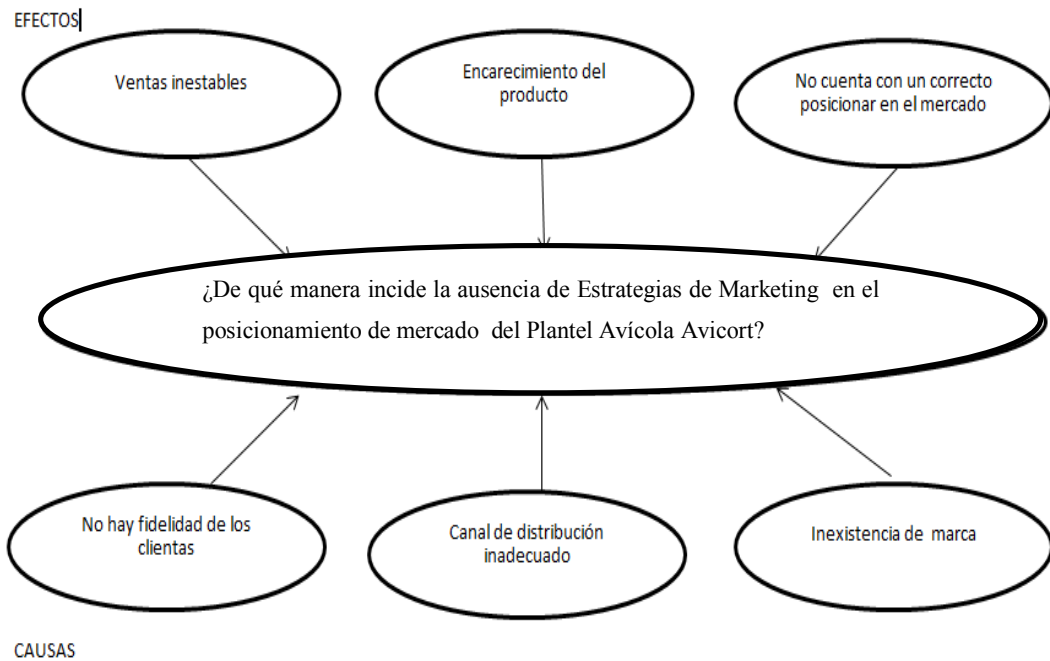 EFECTOS
Ventas inestables
Encarecimiento del
producto
No cuenta con un correcto
posicionar en el mercado
¿De qué manera incide la ausencia de Estrategias de Marketing en el
posicionamiento de mercado del Plantel Avícola Avicort?
No hay fidelidad de los
clientas
Canal de distribución
inadecuado
Inexistencia de marca
CAUSAS